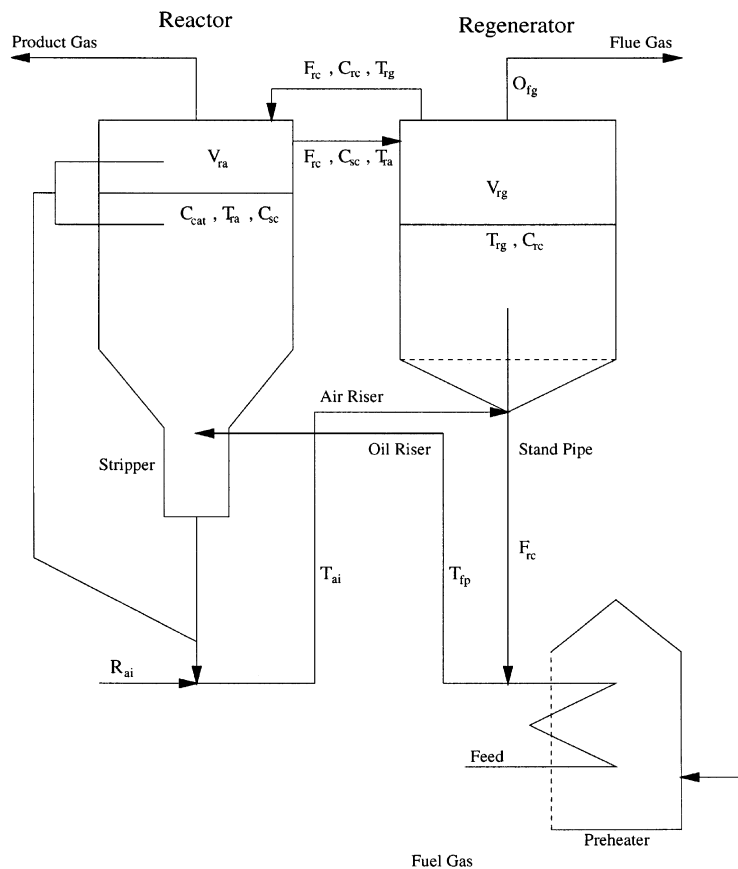 Reactor
Regenerator
Product Gas
Flue Gas
F_rc , C_rc , T_rg
O_fg
F_rc , C_sc , T_ra
V_ra
V_rg
C_cat , T_ra , C_sc
T_rg , C_rc
Air Riser
Oil Riser
Stand Pipe
Stripper
F_rc
T_ai
T_fp
R_ai
Feed
Preheater
Fuel Gas